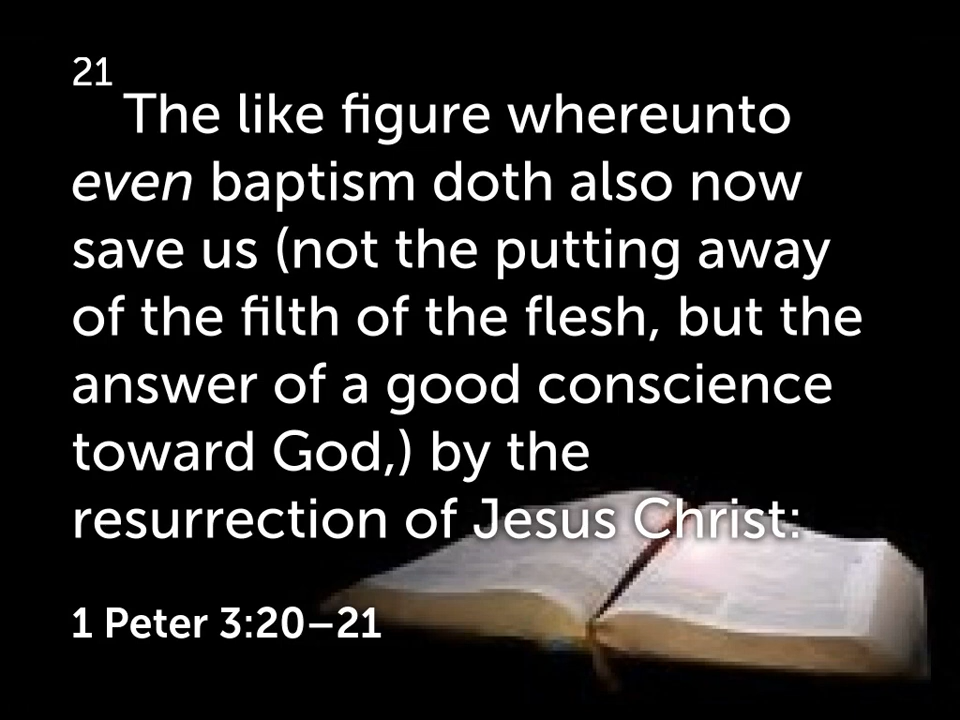 21
The like figure whereunto
even baptism doth also now
save us (not the putting away
of the filth of the flesh, but the
answer of a good conscience
toward God,) by the
resurrection of Jesus Christ:
1 Peter 3:20–21